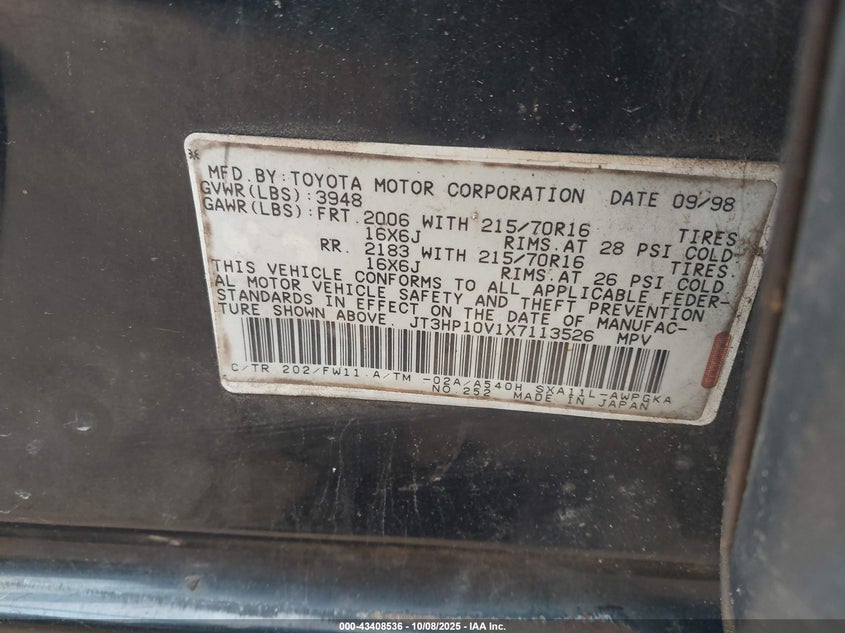 MFD.BY:TOYOTA MOTOR CORPORATION DATE 09/98
GVWR(LBS):3948
GAWR(LBS):FRT.2006 WITH 215/70R16 TIRES
16X6J RIMS.AT 28 PSI COLD
RR. 2183 WITH 215/70R16 TIRES.
16X6J RIMS.AT 26 PSI COLD
THIS VEHICLE CONFORMS TO ALL APPLICABLE FEDER-
AL MOTOR VEHICLE SAFETY AND THEFT PREVENTION
STANDARDS IN EFFECT ON THE DATE OF MANUFAC-
TURE SHOWN ABOVE. JT3HP10V1X7113526 MPV
C/TR 202/FW11 A/TM -02A/A540H SXA11L-AWPGKA
NO 252 MADE IN JAPAN
000-43408536 - 10/08/2025 - IAA Inc.